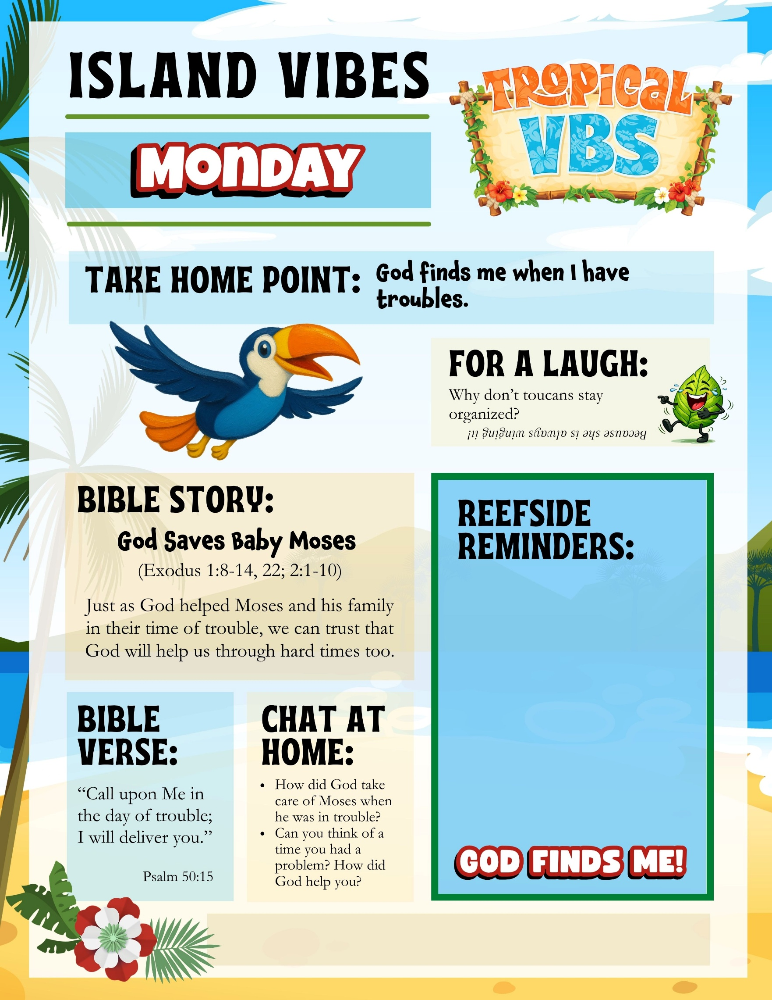 ISLAND VIBES
TROPICAL
VBS
MONDAY
TAKE HOME POINT:
God finds me when I have
troubles.
FOR A LAUGH:
Why don’t toucans stay
organized?
Because she is always winging it!
BIBLE STORY:
God Saves Baby Moses
(Exodus 1:8-14, 22; 2:1-10)
Just as God helped Moses and his family
in their time of trouble, we can trust that
God will help us through hard times too.
REEFSIDE
REMINDERS:
GOD FINDS ME!
BIBLE
VERSE:
“Call upon Me in
the day of trouble;
I will deliver you.”
Psalm 50:15
CHAT AT
HOME:
• How did God take
care of Moses when
he was in trouble?
• Can you think of a
time you had a
problem? How did
God help you?